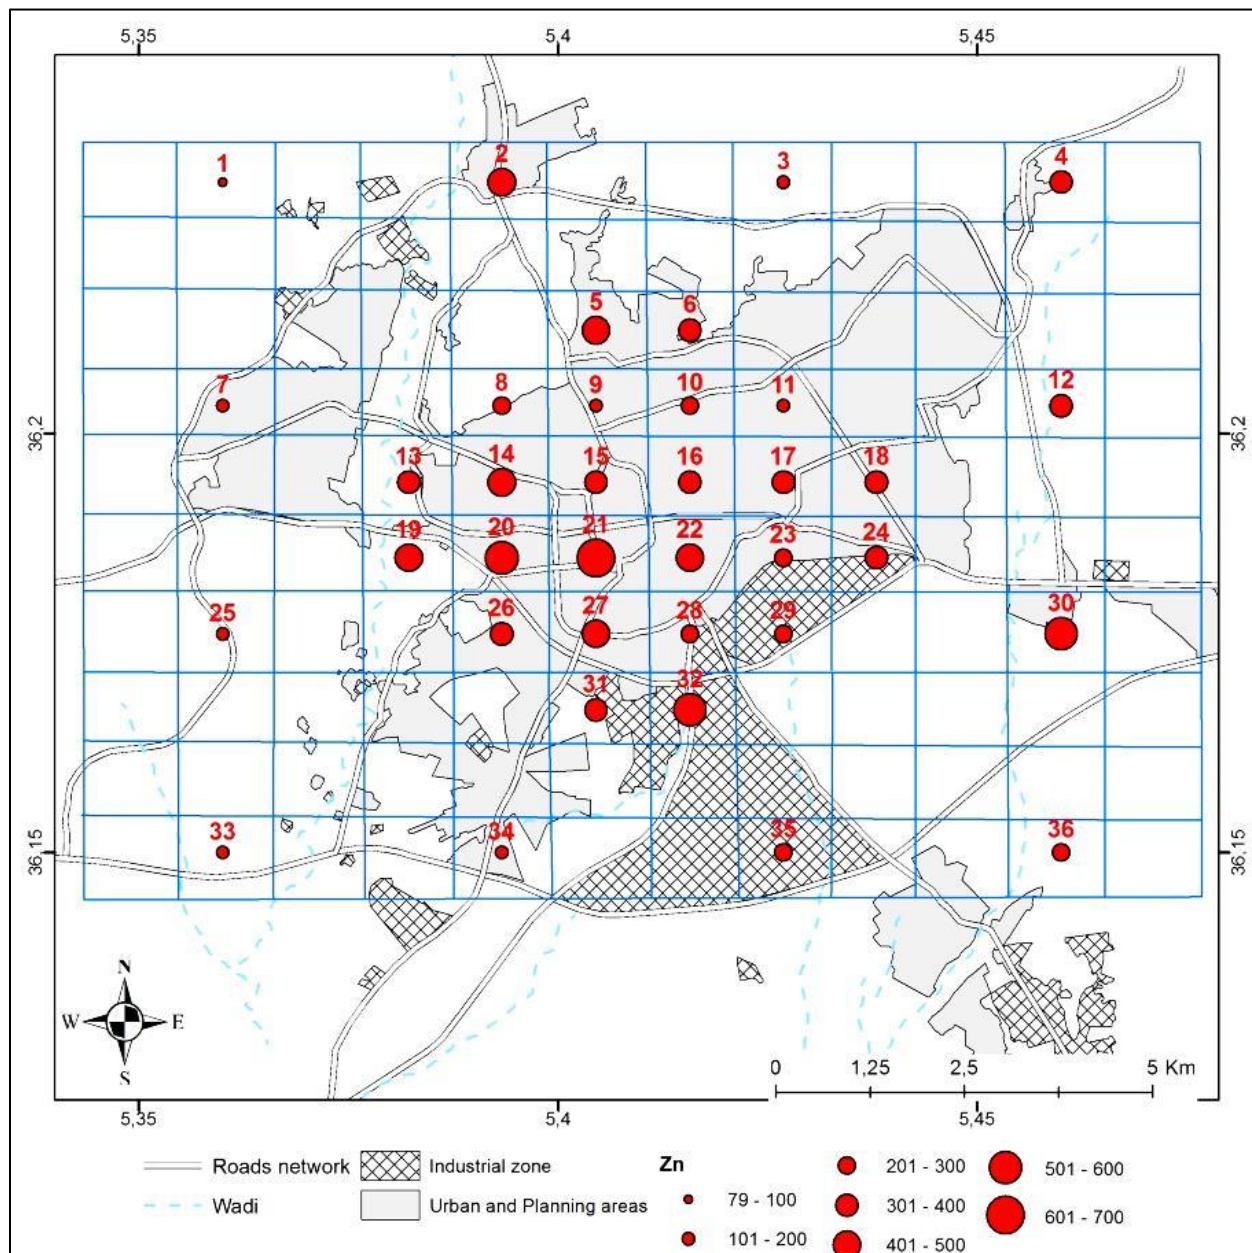 5,35 5,4 5,45
1 2 3 4
5 6
7 8 9 10 11 12
36,2 36,2
13 14 15 16 17 18
19 20 21 22 23 24
25 26 27 28 29 30
31 32
33 34 35 36
36,15 36,15
N
W E
S
0 1,25 2,5 5 Km
5,35 5,4 5,45
Roads network
Wadi
Industrial zone
Urban and Planning areas
Zn
79 - 100
101 - 200
201 - 300
301 - 400
401 - 500
501 - 600
601 - 700